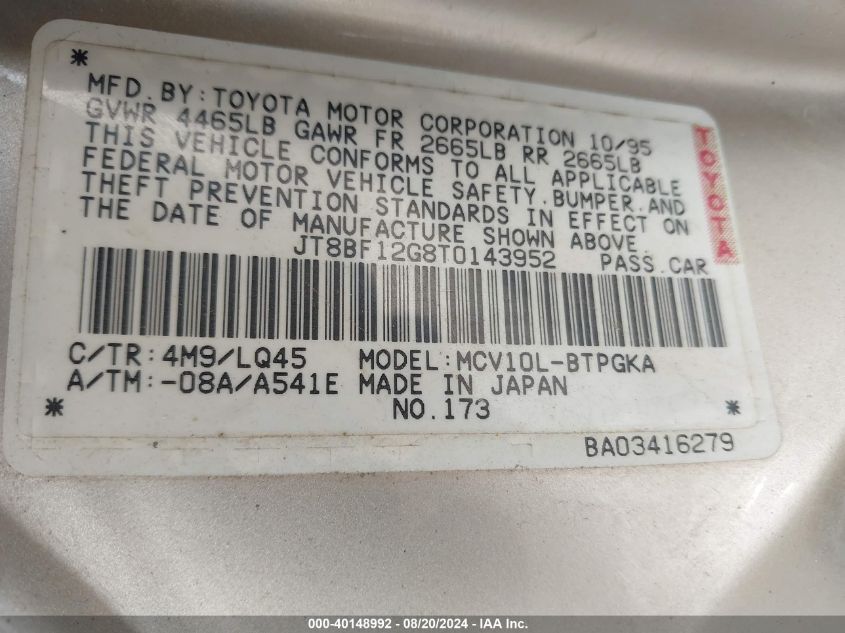 *
MFD.BY:TOYOTA MOTOR CORPORATION 10/95
GVWR 4465LB GAWR FR 2665LB RR 2665LB
THIS VEHICLE CONFORMS TO ALL APPLICABLE
FEDERAL MOTOR VEHICLE SAFETY.BUMPER.AND
THEFT PREVENTION STANDARDS IN EFFECT ON
THE DATE OF MANUFACTURE SHOWN ABOVE.
JT8BF12G8T0143952 PASS.CAR
TOYOTA
C/TR:4M9/LQ45 MODEL:MCV10L-BTPGKA
A/TM:-08A/A541E MADE IN JAPAN
* NO.173 *
BA03416279
000-40148992 - 08/20/2024 - IAA Inc.